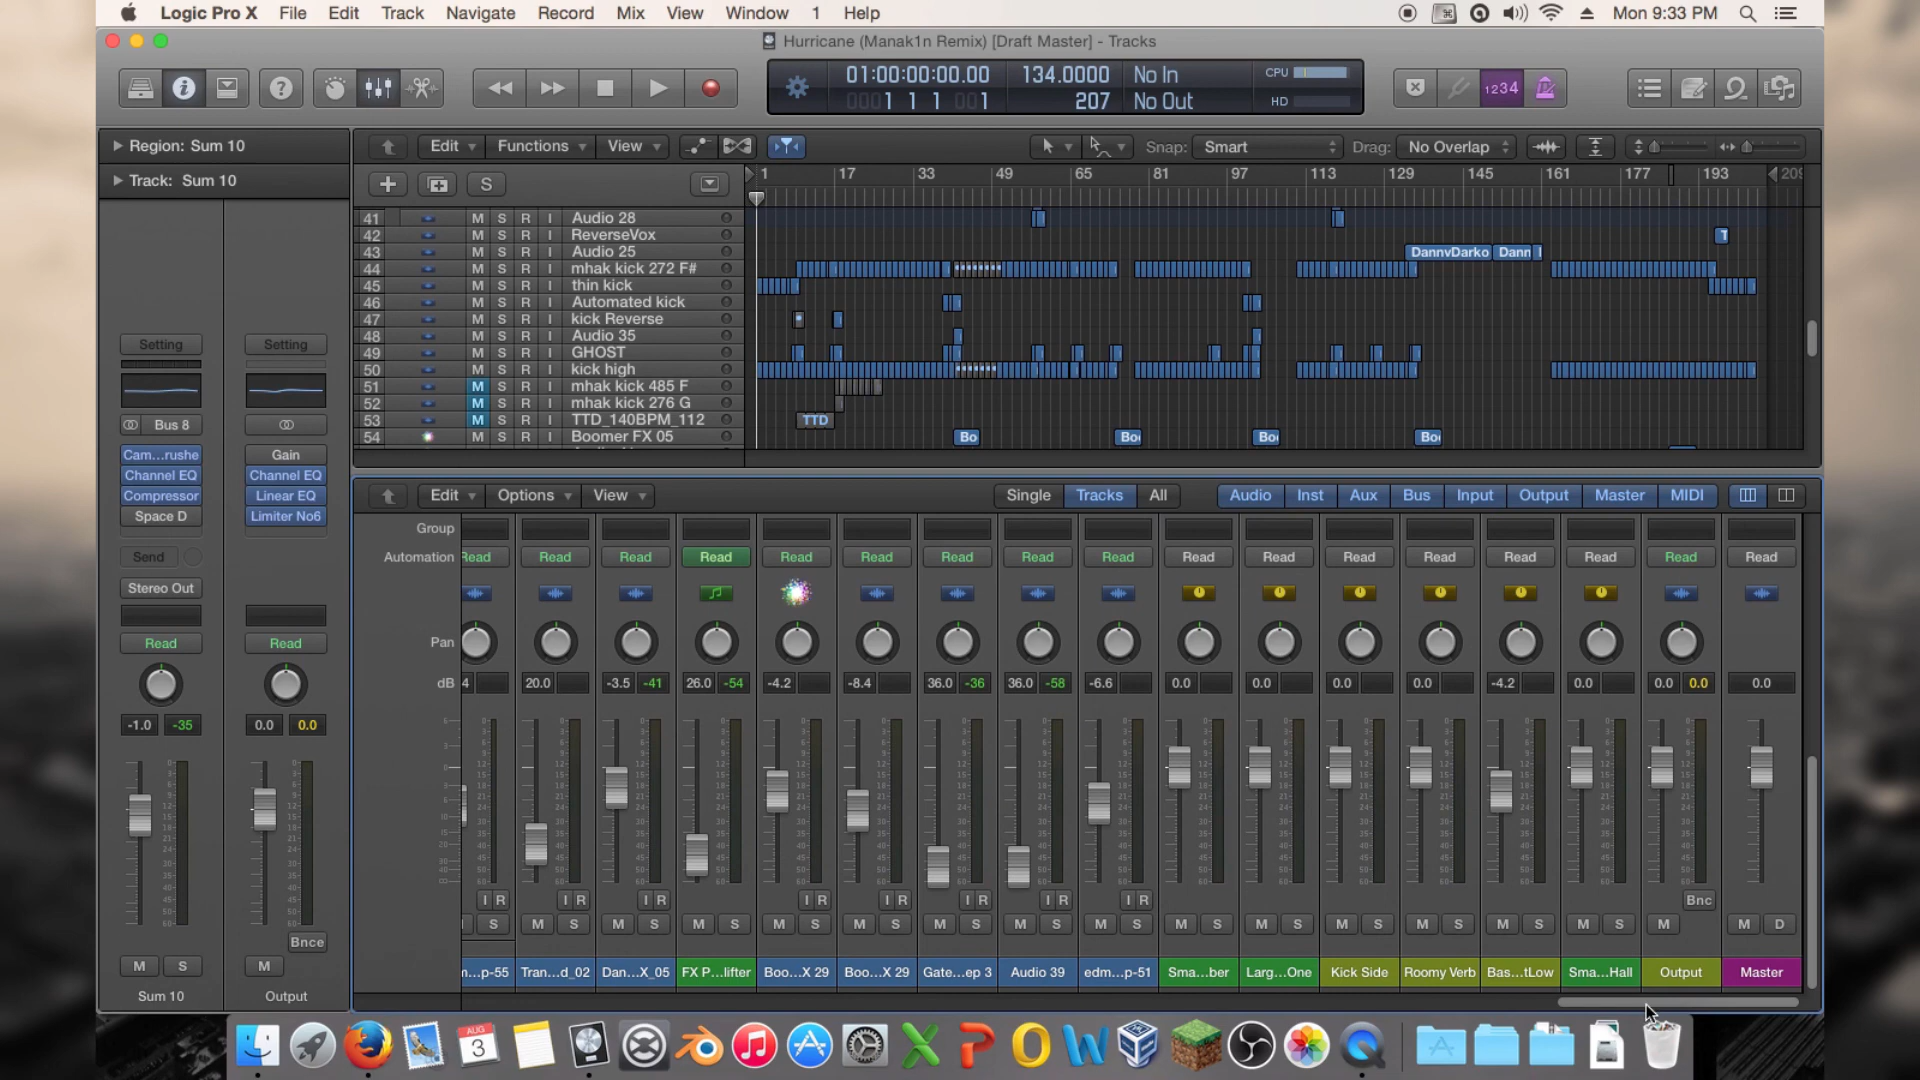 Logic Pro X File Edit Track Navigate Record Mix View Window 1 Help Mon 9:33 PM
Hurricane (Manak1n Remix) [Draft Master] - Tracks
01:00:00:00.00 134.0000 No In CPU
0001 1 1 001 207 No Out HD
1234
Region: Sum 10
Track: Sum 10
Edit Functions View Snap: Smart Drag: No Overlap
S
1 17 33 49 65 81 97 113 129 145 161 177 193 209
41 M S R I Audio 28
42 M S R I ReverseVox
43 M S R I Audio 25 DannyDarko Dann
44 M S R I mhak kick 272 F#
45 M S R I thin kick
46 M S R I Automated kick
47 M S R I kick Reverse
48 M S R I Audio 35
49 M S R I GHOST
50 M S R I kick high
51 M S R I mhak kick 485 F
52 M S R I mhak kick 276 G
53 M S R I TTD_140BPM_112 TTD
54 M S R I Boomer FX 05 Bo Bo Bo Bo
Setting Setting
Bus 8
Cam...rushe Gain
Channel EQ Channel EQ
Compressor Linear EQ
Space D Limiter No6
Send
Stereo Out
Read Read
-1.0 -35 0.0 0.0
Bnce
M S M
Sum 10 Output
Edit Options View Single Tracks All Audio Inst Aux Bus Input Output Master MIDI
Group
Automation Read Read Read Read Read Read Read Read Read Read Read Read Read Read Read Read Read
Pan
dB 4 20.0 -3.5 -41 26.0 -54 -4.2 -8.4 36.0 -36 36.0 -58 -6.6 0.0 0.0 0.0 0.0 -4.2 0.0 0.0 0.0 0.0
I R I R I R I R I R I R I R I R Bnc
S M S M S M S M S M S M S M S M S M S M S M S M S M S M S M M D
m...p-55 Tran...d_02 Dan...X_05 FX P...lifter Boo...X 29 Boo...X 29 Gate...ep 3 Audio 39 edm...p-51 Sma...ber Larg...One Kick Side Roomy Verb Bas...tLow Sma...Hall Output Master
AUG
3